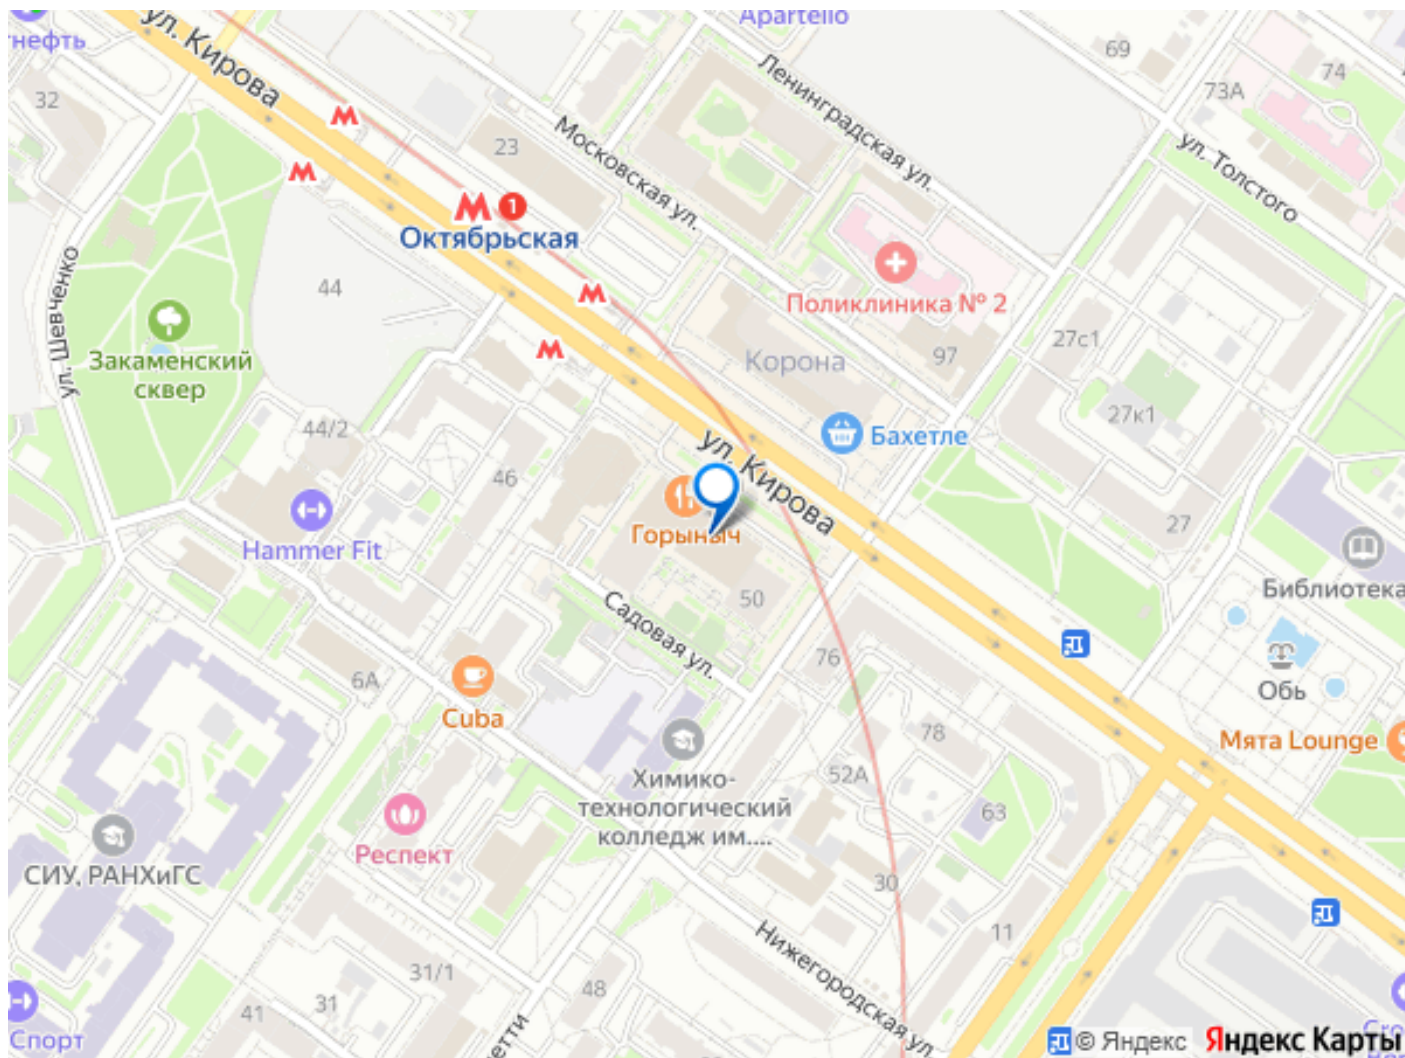 Apartello
нефть
ул. Кирова
69
Ленинградская ул.
74
73А
32
23
Московская ул.
ул. Толстого
1
Октябрьская
ул. Шевченко
44
Поликлиника № 2
27с1
Закаменский
сквер
Корона
97
27к1
44/2
Бахетле
46
ул. Кирова
27
Hammer Fit
Горыныч
50
Библиотека
Садовая ул.
76
6А
Обь
Cuba
78
Мята Lounge
Химико-
технологический
колледж им....
52А
63
Респект
СИУ, РАНХиГС
30
11
Нижегородская ул.
31/1
48
31
41
Спорт
етти
© Яндекс
Яндекс Карты